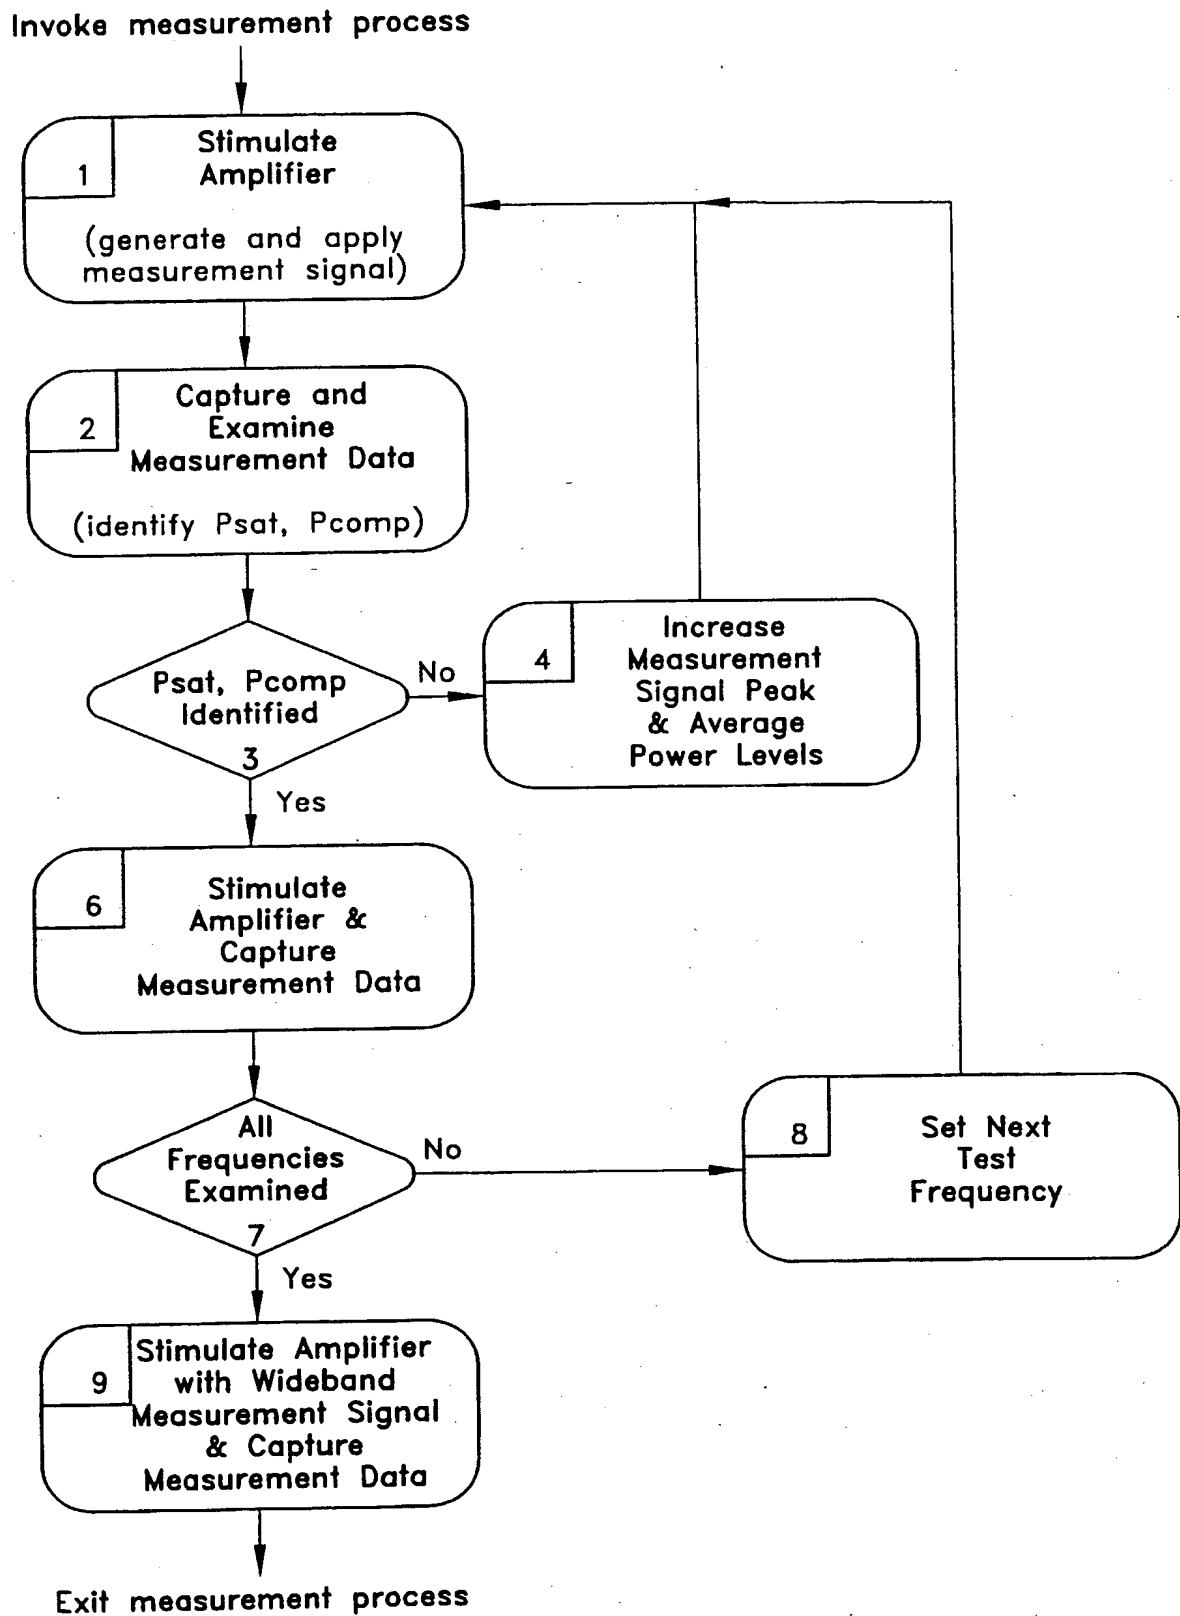 Invoke measurement process
1
Stimulate
Amplifier
(generate and apply
measurement signal)
2
Capture and
Examine
Measurement Data
(identify Psat, Pcomp)
Psat, Pcomp
Identified
3
No
Yes
4
Increase
Measurement
Signal Peak
& Average
Power Levels
6
Stimulate
Amplifier &
Capture
Measurement Data
All
Frequencies
Examined
7
No
Yes
8
Set Next
Test
Frequency
9
Stimulate Amplifier
with Wideband
Measurement Signal
& Capture
Measurement Data
Exit measurement process